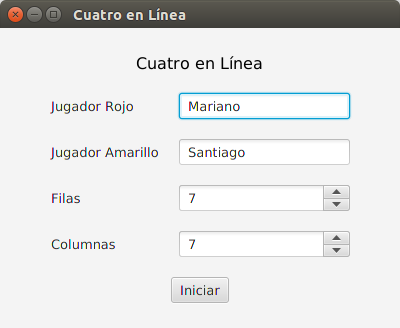 Cuatro en Línea
Cuatro en Línea
Jugador Rojo Mariano
Jugador Amarillo Santiago
Filas 7
Columnas 7
Iniciar